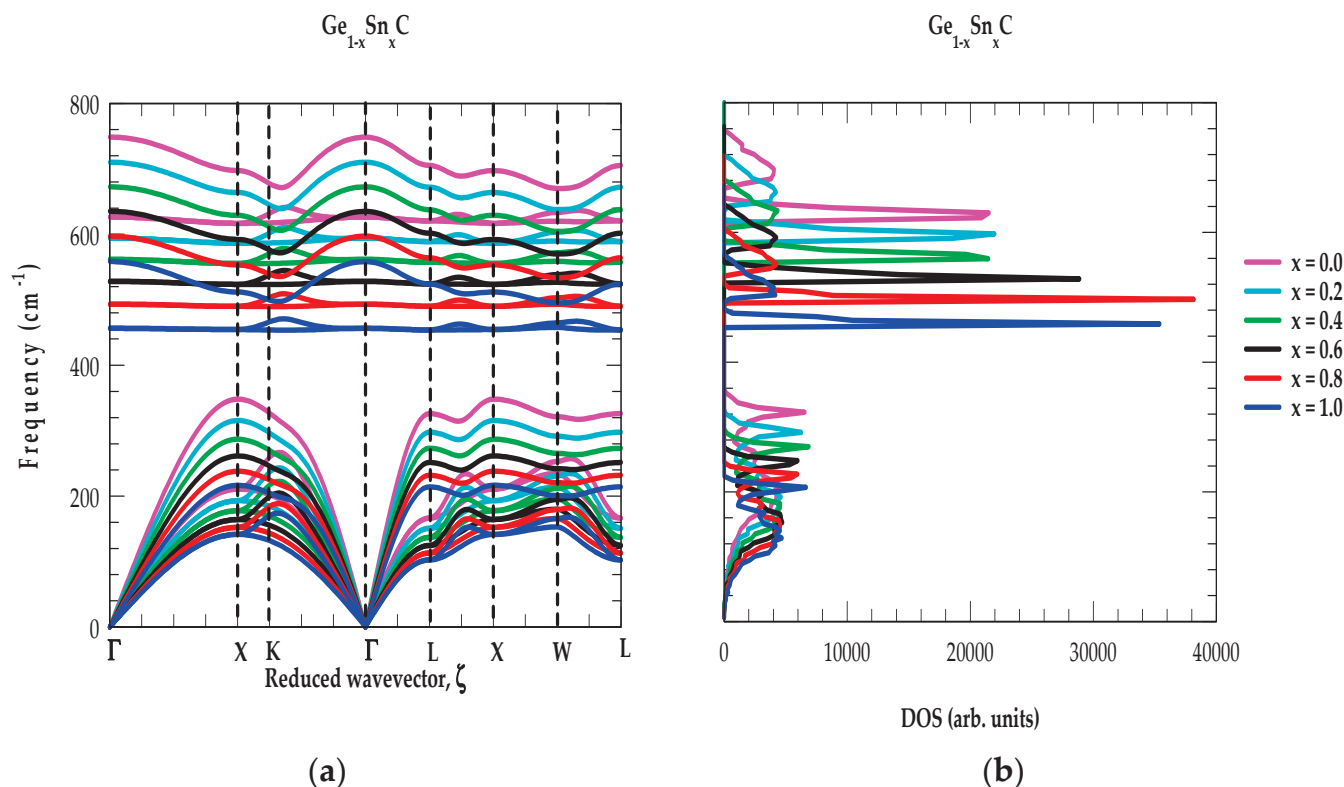 Ge₁₋ₓSnₓC
800
600
400
200
0
Frequency (cm⁻¹)
Γ X K Γ L X W L
Reduced wavevector, ζ
(a)
Ge₁₋ₓSnₓC
0 10000 20000 30000 40000
DOS (arb. units)
(b)
x = 0.0
x = 0.2
x = 0.4
x = 0.6
x = 0.8
x = 1.0